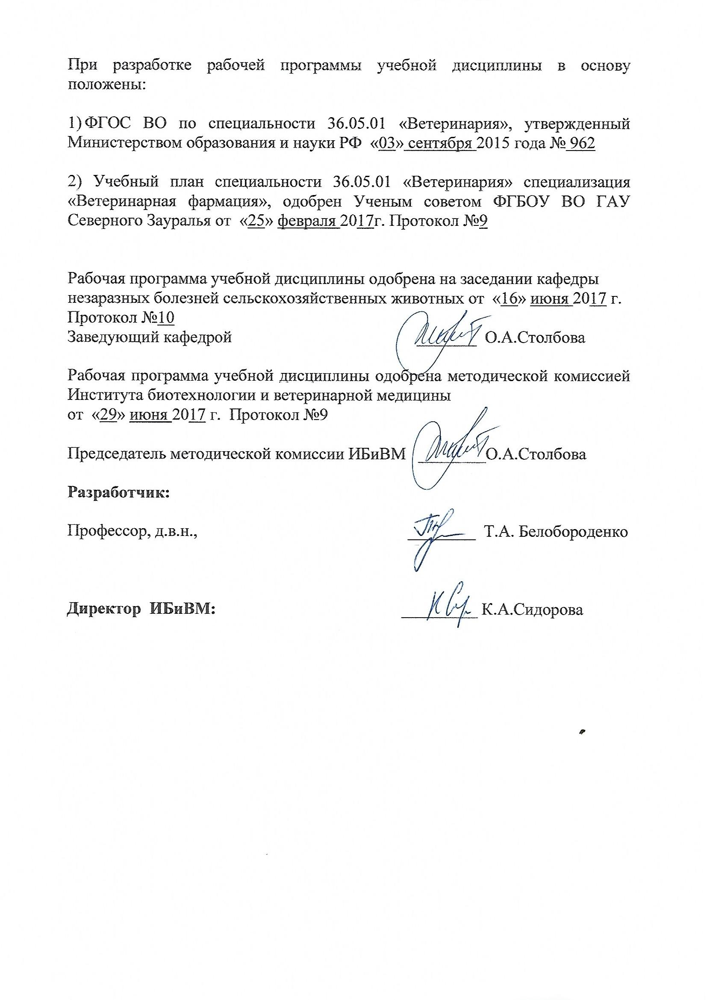 При разработке рабочей программы учебной дисциплины в основу
положены:
1) ФГОС ВО по специальности 36.05.01 «Ветеринария», утвержденный
Министерством образования и науки РФ «03» сентября 2015 года № 962
2) Учебный план специальности 36.05.01 «Ветеринария» специализация
«Ветеринарная фармация», одобрен Ученым советом ФГБОУ ВО ГАУ
Северного Зауралья от «25» февраля 2017г. Протокол №9
Рабочая программа учебной дисциплины одобрена на заседании кафедры
незаразных болезней сельскохозяйственных животных от «16» июня 2017 г.
Протокол №10
Заведующий кафедрой О.А.Столбова
Рабочая программа учебной дисциплины одобрена методической комиссией
Института биотехнологии и ветеринарной медицины
от «29» июня 2017 г. Протокол №9
Председатель методической комиссии ИБиВМ О.А.Столбова
Разработчик:
Профессор, д.в.н., Т.А. Белобороденко
Директор ИБиВМ: К.А.Сидорова